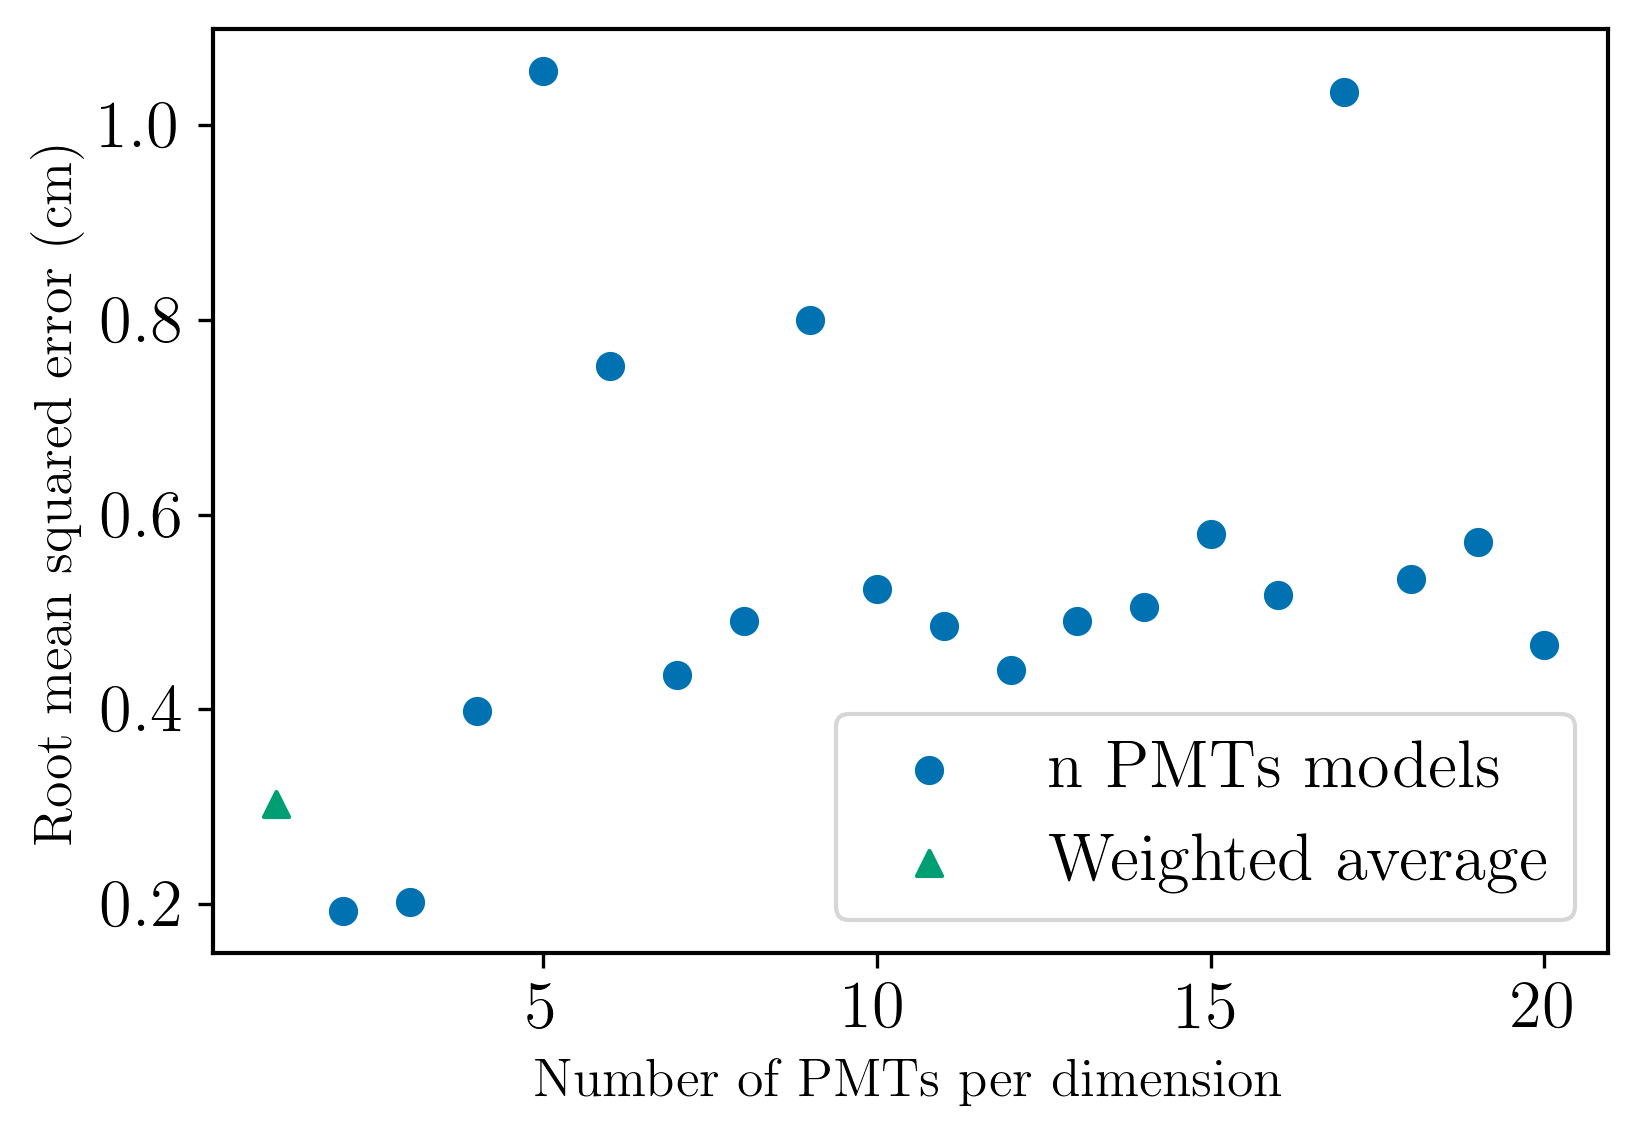 Root mean squared error (cm)
1.0
0.8
0.6
0.4
0.2
n PMTs models
Weighted average
5 10 15 20
Number of PMTs per dimension